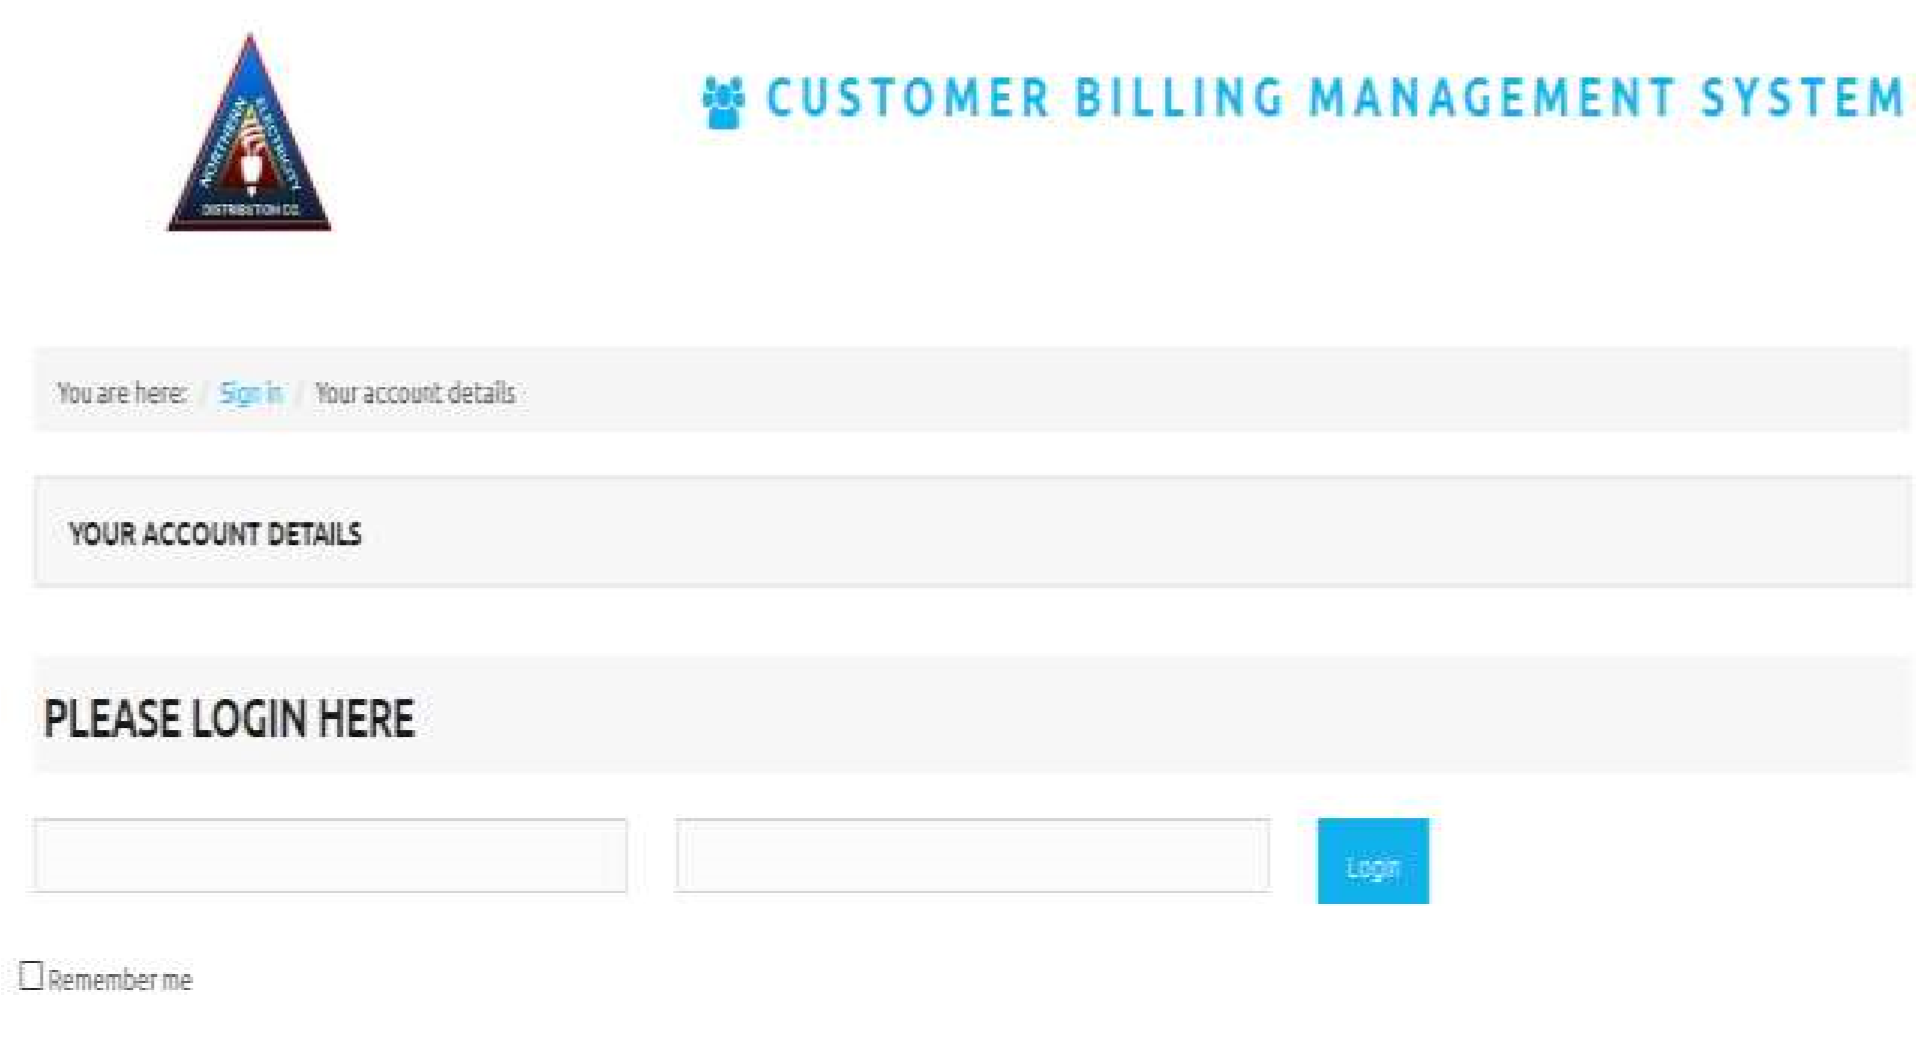 NORTHERN ELECTRICITY
DISTRIBUTION CO.
CUSTOMER BILLING MANAGEMENT SYSTEM
You are here: / Sign in / Your account details
YOUR ACCOUNT DETAILS
PLEASE LOGIN HERE
Login
Remember me